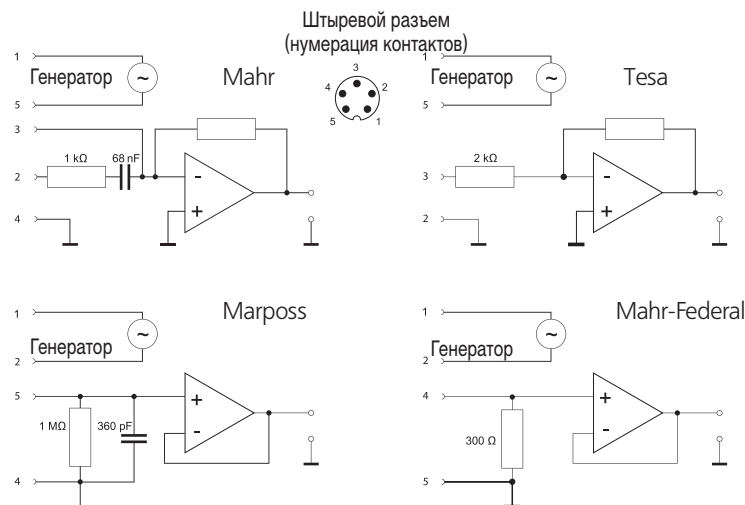 Штыревой разъем
(нумерация контактов)
3
4
2
5
1
Mahr
1
Генератор
~
5
3
1 kΩ
68 nF
2
-
+
4
Tesa
1
Генератор
~
5
2 kΩ
3
-
+
2
Marposs
1
Генератор
~
2
5
+
-
1 MΩ
360 pF
4
Mahr-Federal
1
Генератор
~
2
4
+
-
300 Ω
5